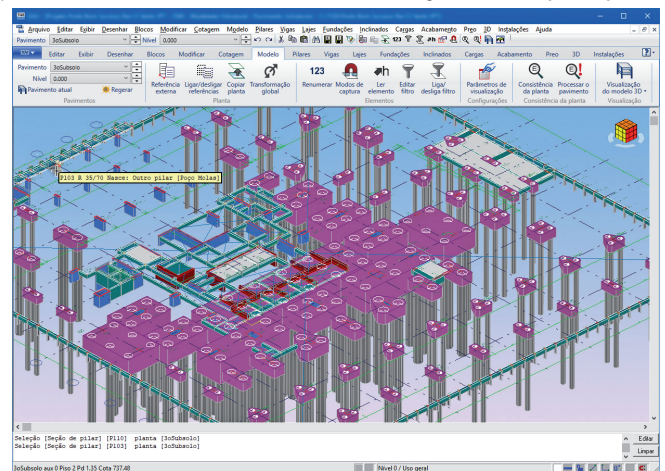 Arquivo Editar Exibir Desenhar Blocos Modificar Cotagem Modelo Pilares Vigas Lajes Fundações Inclinados Cargas Acabamento Preo 3D Instalações Ajuda
Pavimento 3oSubsolo Nível 0.000 123
Editar Exibir Desenhar Blocos Modificar Cotagem Modelo Pilares Vigas Lajes Fundações Inclinados Cargas Acabamento Preo 3D Instalações
Pavimento 3oSubsolo
Nível 0.000
Pavimento atual Regerar
Pavimentos
Referência externa
Ligar/desligar referências
Copiar planta
Transformação global
Planta
123
Renumerar
Modos de captura
Ler elemento
Editar filtro
Liga/ desliga filtro
Elementos
Parâmetros de visualização
Configurações
Consistência da planta
Processar o pavimento
Consistência da planta
Visualização do modelo 3D
Visualização
P103 R 35/70 Nasce: Outro pilar [Poço Molas]
Seleção [Seção de pilar] [P110] planta [3oSubsolo]
Seleção [Seção de pilar] [P103] planta [3oSubsolo]
Editar
Limpar
3oSubsolo aux 0 Piso 2 Pd 1.35 Cota 737.48
Nível 0 / Uso geral